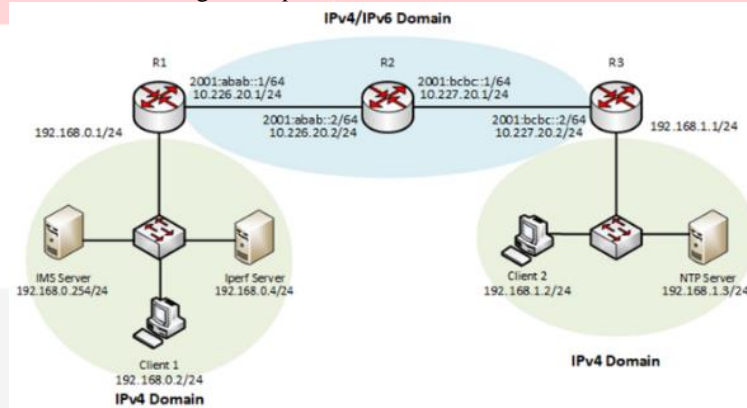 IPv4/IPv6 Domain
R1
R2
R3
2001:abab::1/64
10.226.20.1/24
2001:bcbc::1/64
10.227.20.1/24
2001:abab::2/64
10.226.20.2/24
2001:bcbc::2/64
10.227.20.2/24
192.168.0.1/24
192.168.1.1/24
IMS Server
192.168.0.254/24
Iperf Server
192.168.0.4/24
Client 2
192.168.1.2/24
NTP Server
192.168.1.3/24
Client 1
192.168.0.2/24
IPv4 Domain
IPv4 Domain